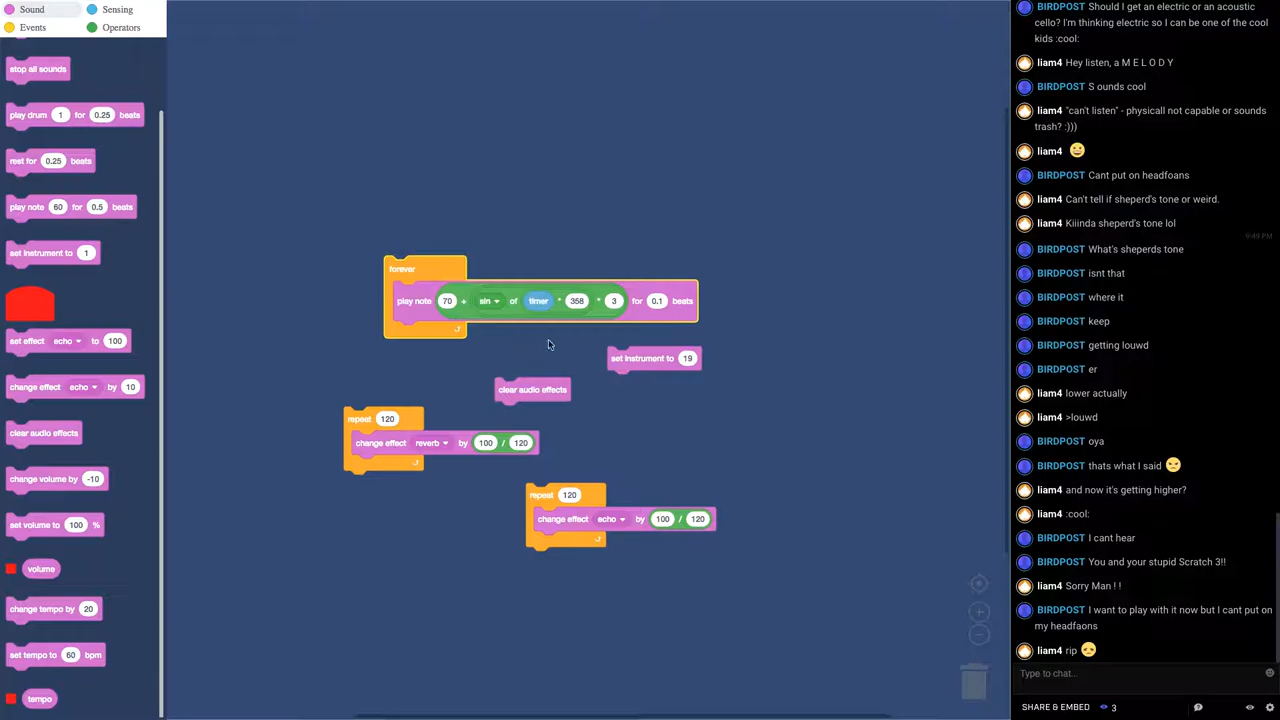 Sound
Sensing
Events
Operators
stop all sounds
play drum 1 for 0.25 beats
rest for 0.25 beats
play note 60 for 0.5 beats
set instrument to 1
set effect echo ▾ to 100
change effect echo ▾ by 10
clear audio effects
change volume by -10
set volume to 100 %
volume
change tempo by 20
set tempo to 60 bpm
tempo
forever
play note 70 + sin ▾ of timer * 358 * 3 for 0.1 beats
set instrument to 19
clear audio effects
repeat 120
change effect reverb ▾ by 100 / 120
repeat 120
change effect echo ▾ by 100 / 120
BIRDPOST Should I get an electric or an acoustic
cello? I'm thinking electric so I can be one of the cool
kids :cool:
liam4 Hey listen, a M E L O D Y
BIRDPOST S ounds cool
liam4 "can't listen" - physicall not capable or sounds
trash? :)))
liam4
BIRDPOST Cant put on headfoans
liam4 Can't tell if sheperd's tone or weird.
liam4 Kiiinda sheperd's tone lol
9:49 PM
BIRDPOST What's sheperds tone
BIRDPOST isnt that
BIRDPOST where it
BIRDPOST keep
BIRDPOST getting louwd
BIRDPOST er
liam4 lower actually
liam4 >louwd
BIRDPOST oya
BIRDPOST thats what I said
liam4 and now it's getting higher?
liam4 :cool:
BIRDPOST I cant hear
BIRDPOST You and your stupid Scratch 3!!
liam4 Sorry Man ! !
BIRDPOST I want to play with it now but I cant put on
my headfaons
liam4 rip
Type to chat...
SHARE & EMBED 3